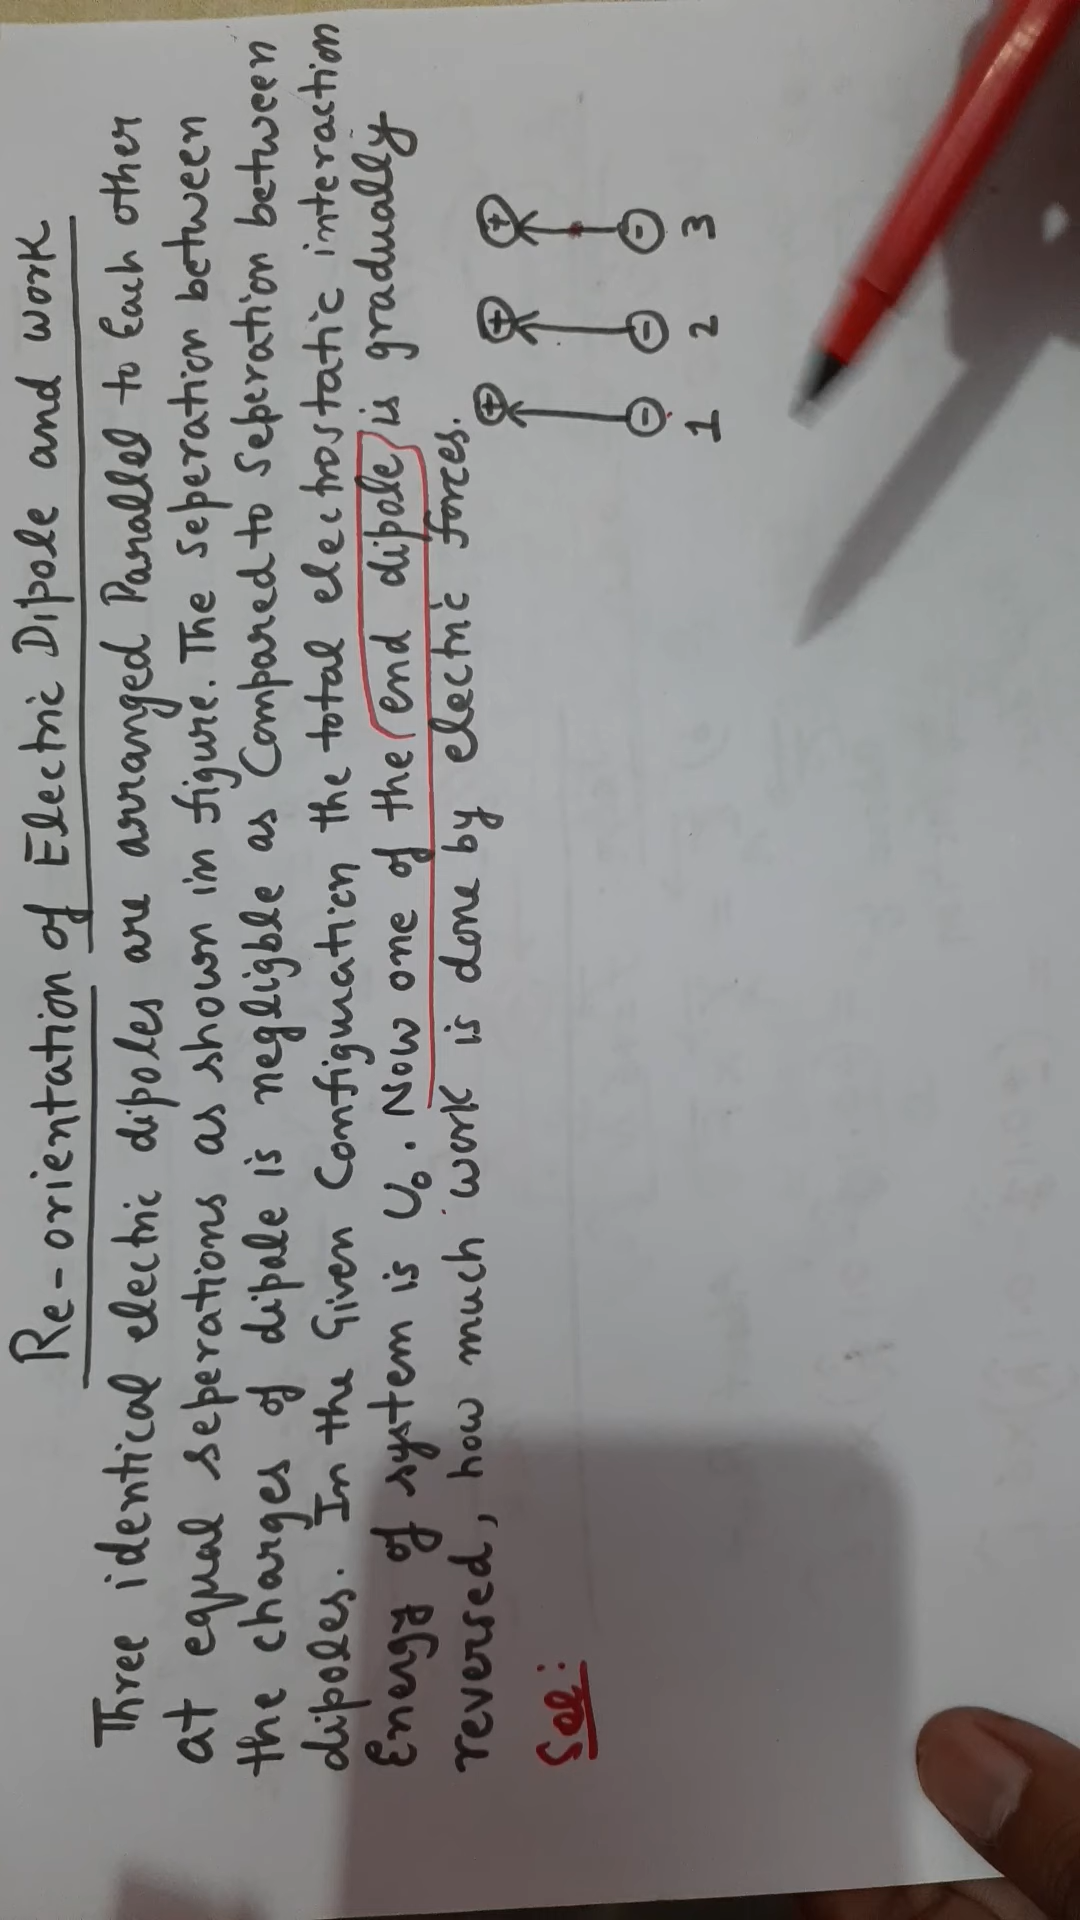 Re-orientation of Electric Dipole and work
Three identical electric dipoles are arranged Parallel to Each other
at equal seperations as shown in figure. The seperation between
the charges of dipole is negligble as Compared to seperation between
dipoles. In the Given Configuration the total electrostatic interaction
Energy of system is U₀. Now one of the end dipole is gradually
reversed, how much work is done by electric forces.
Sol:
+ + +
- - -
1 2 3